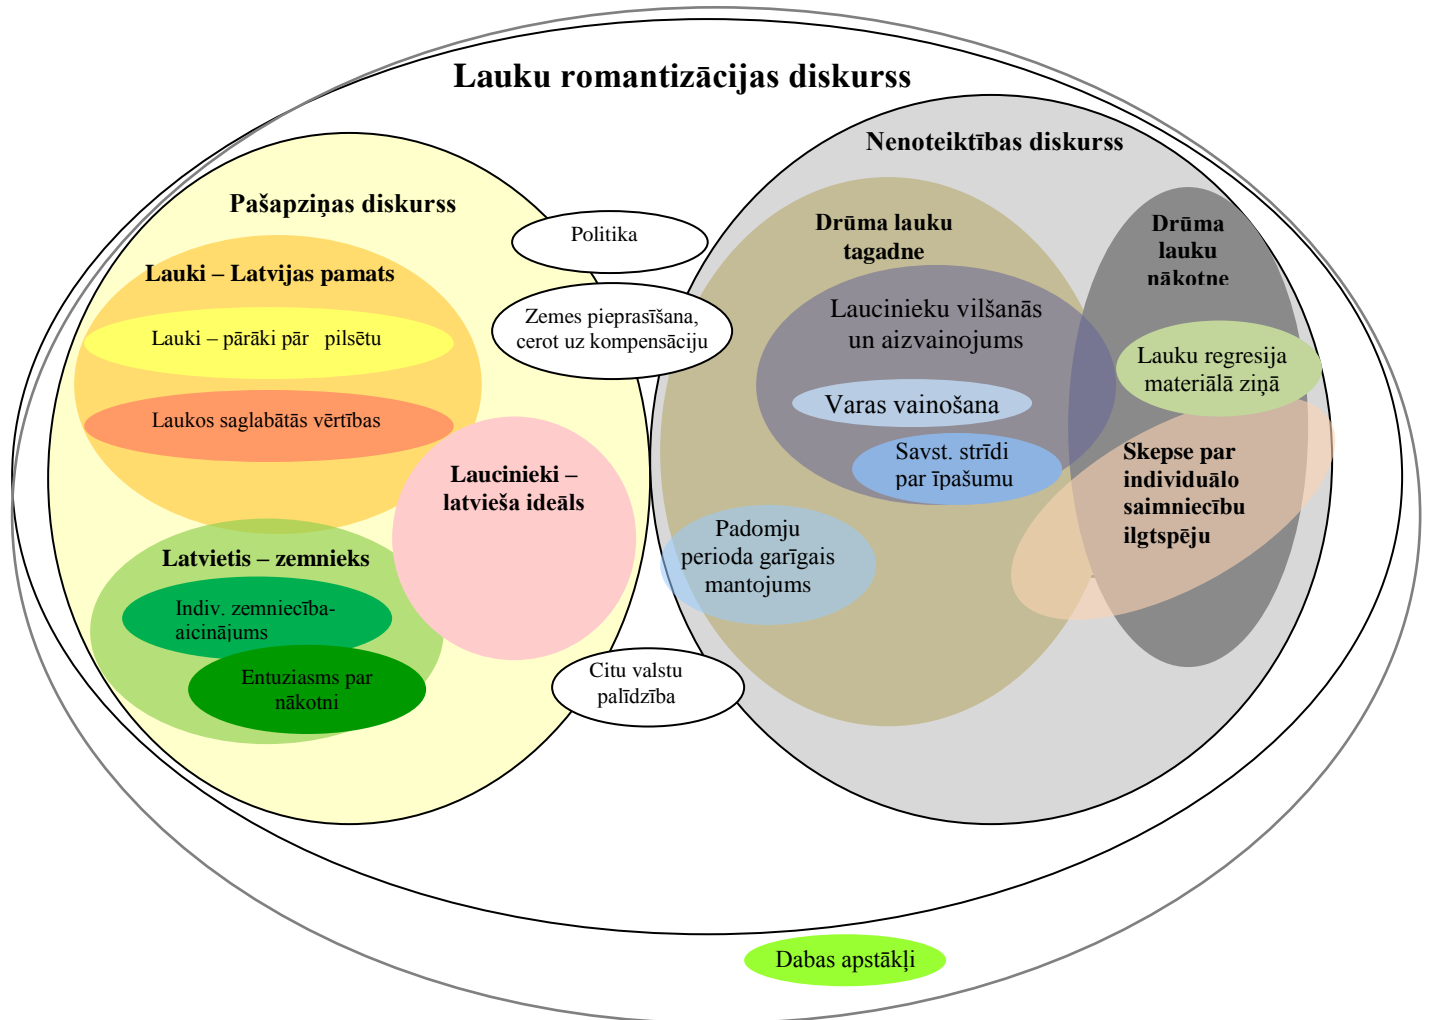 Lauku romantizācijas diskurss
Pašapziņas diskurss
Lauki – Latvijas pamats
Lauki – pārāki pār pilsētu
Laukos saglabātās vērtības
Laucinieki –
latvieša ideāls
Latvietis – zemnieks
Indiv. zemniecība-
aicinājums
Entuziasms par
nākotni
Politika
Zemes pieprasīšana,
cerot uz kompensāciju
Citu valstu
palīdzība
Nenoteiktības diskurss
Drūma lauku
tagadne
Laucinieku vilšanās
un aizvainojums
Varas vainošana
Savst. strīdi
par īpašumu
Padomju
perioda garīgais
mantojums
Drūma
lauku
nākotne
Lauku regresija
materiālā ziņā
Skepse par
individuālo
saimniecību
ilgtspēju
Dabas apstākļi